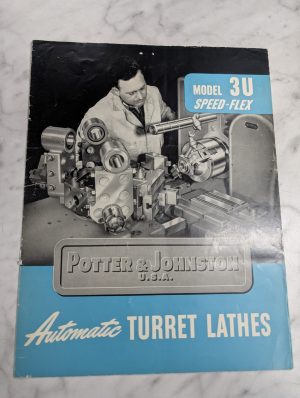 MODEL 3U
SPEED-FLEX
POTTER & JOHNSTON
U.S.A.
Automatic TURRET LATHES